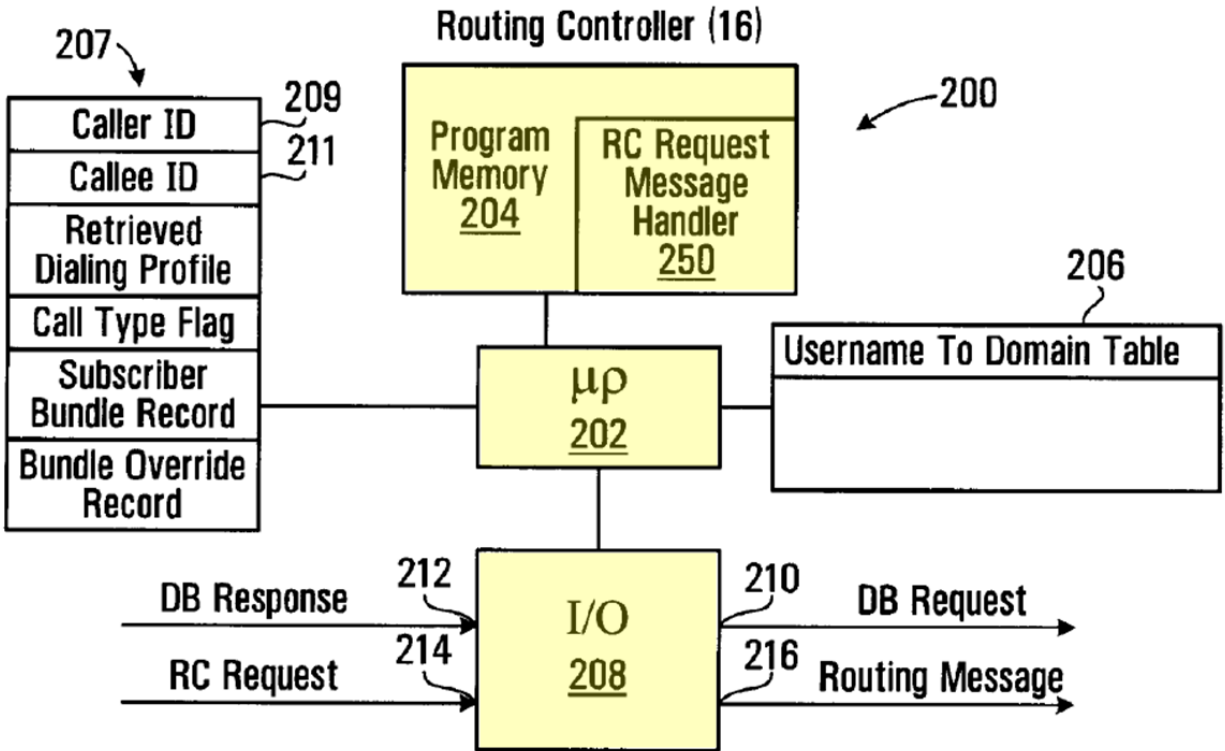 Routing Controller (16)
207
209
Caller ID
211
Callee ID
Retrieved
Dialing Profile
Call Type Flag
Subscriber
Bundle Record
Bundle Override
Record
Program
Memory
204
RC Request
Message
Handler
250
200
206
Username To Domain Table
μρ
202
DB Response
212
RC Request
214
I/O
208
210
DB Request
216
Routing Message